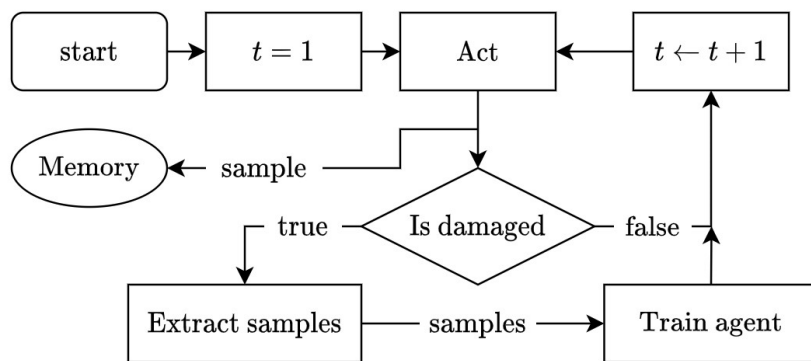 start
t = 1
Act
t ← t + 1
Memory
sample
Is damaged
true
false
Extract samples
samples
Train agent